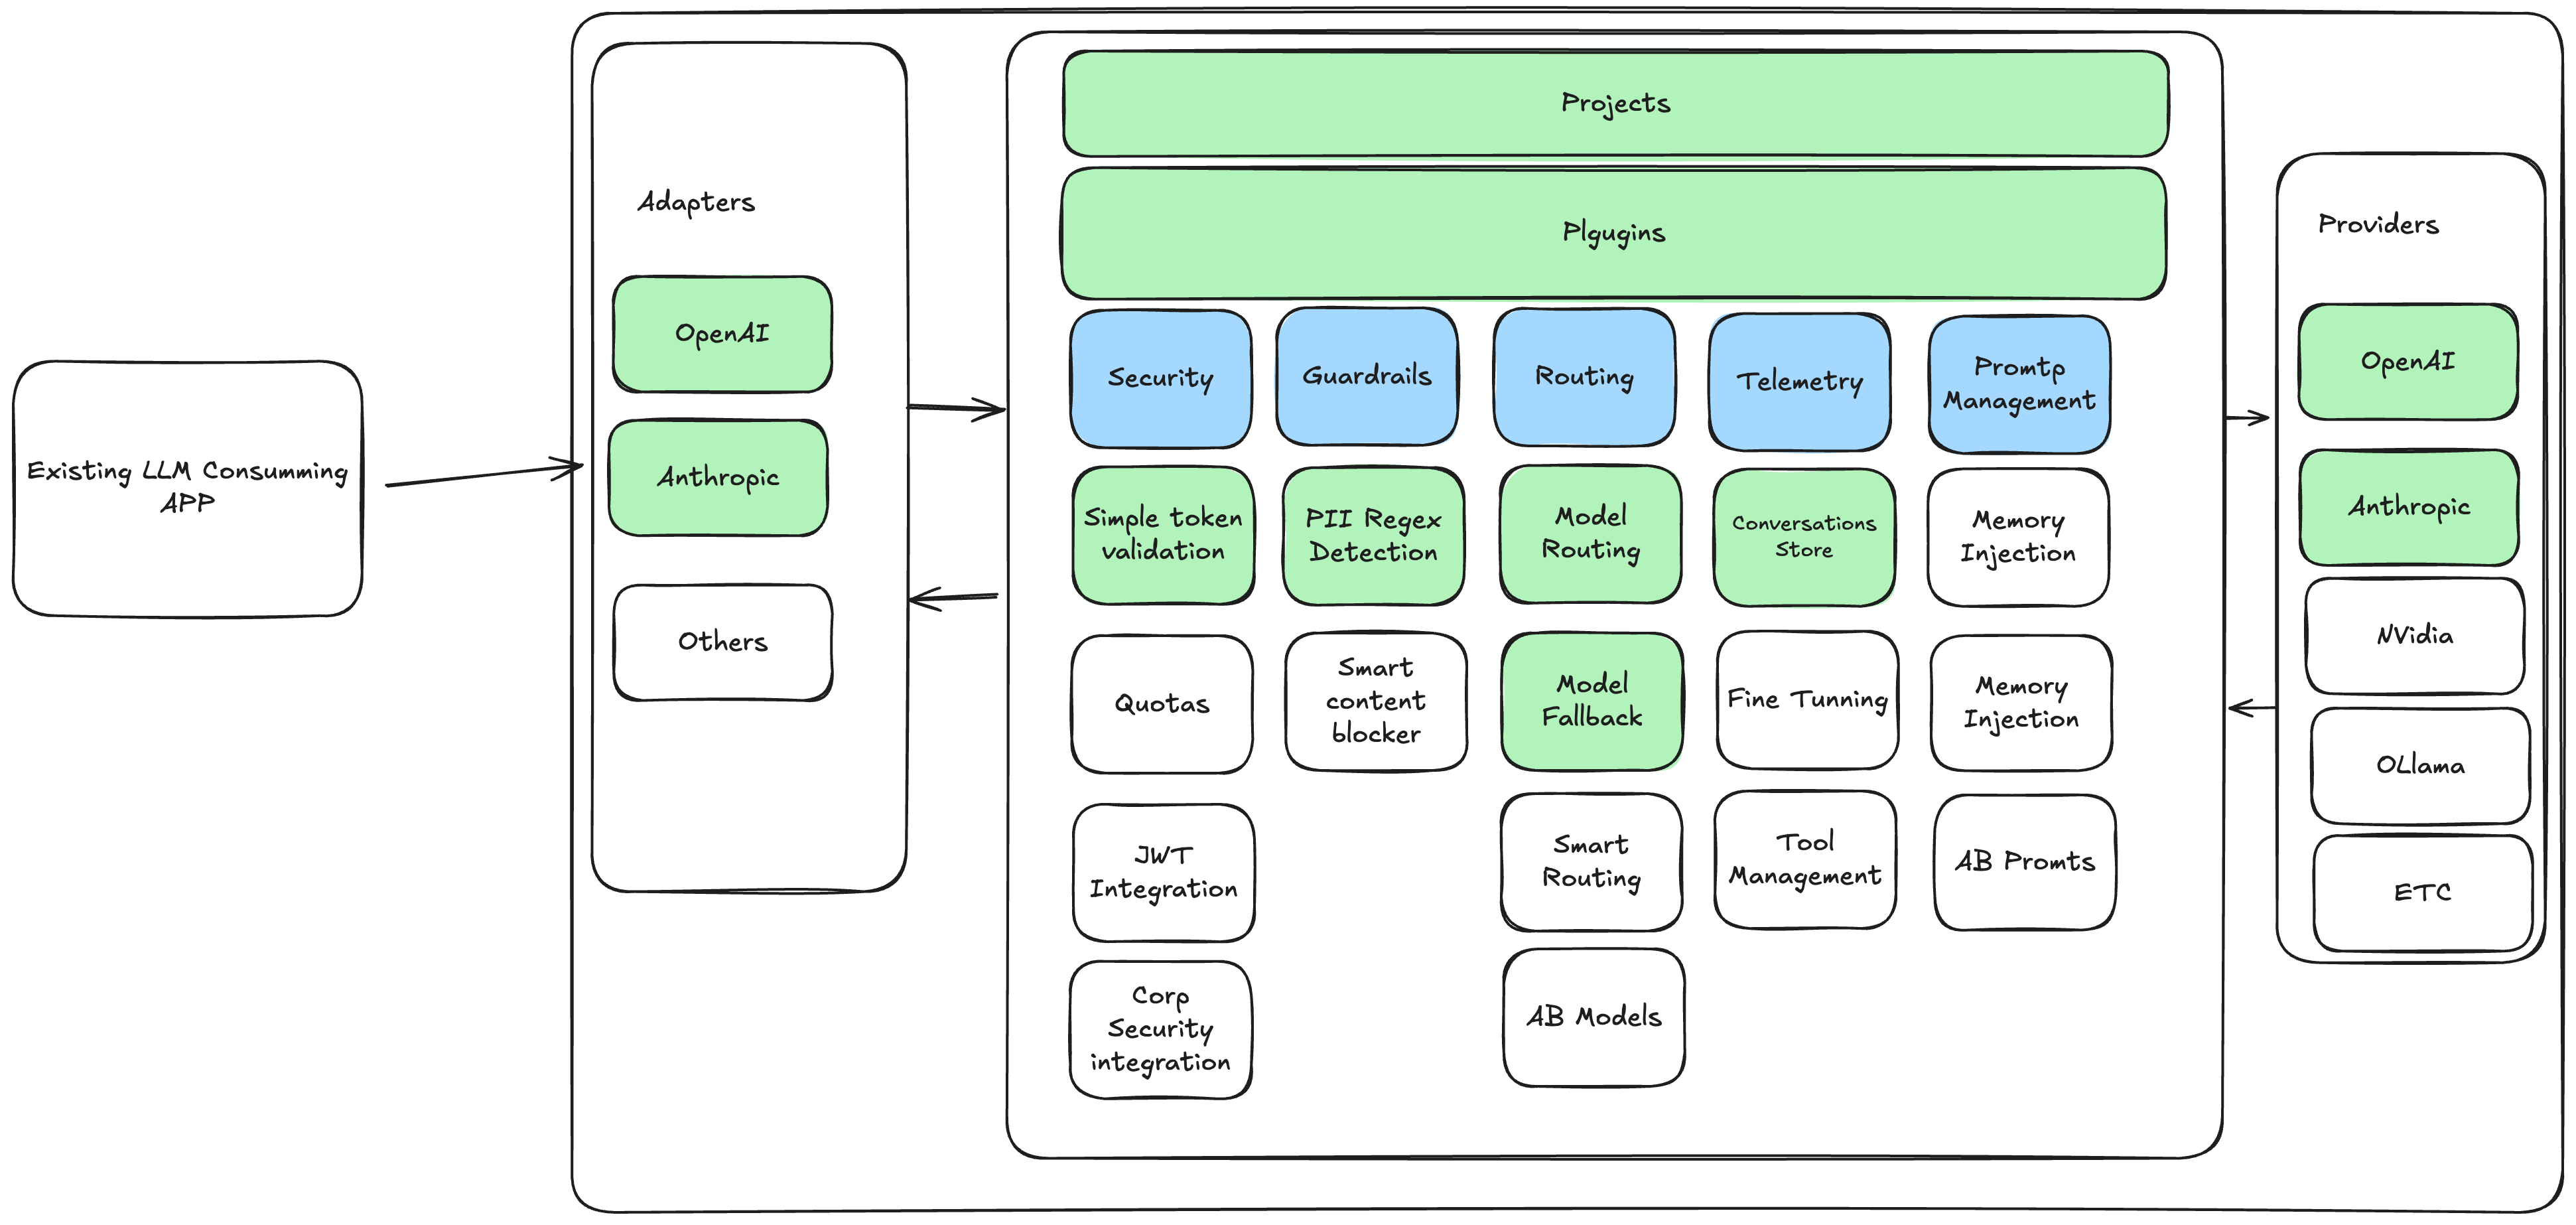 Existing LLM Consumming
APP
Adapters
OpenAI
Anthropic
Others
Projects
Plgugins
Security
Guardrails
Routing
Telemetry
Promtp
Management
Simple token
validation
PII Regex
Detection
Model
Routing
Conversations
Store
Memory
Injection
Quotas
Smart
content
blocker
Model
Fallback
Fine Tunning
Memory
Injection
JWT
Integration
Smart
Routing
Tool
Management
AB Promts
Corp
Security
integration
AB Models
Providers
OpenAI
Anthropic
NVidia
OLlama
ETC